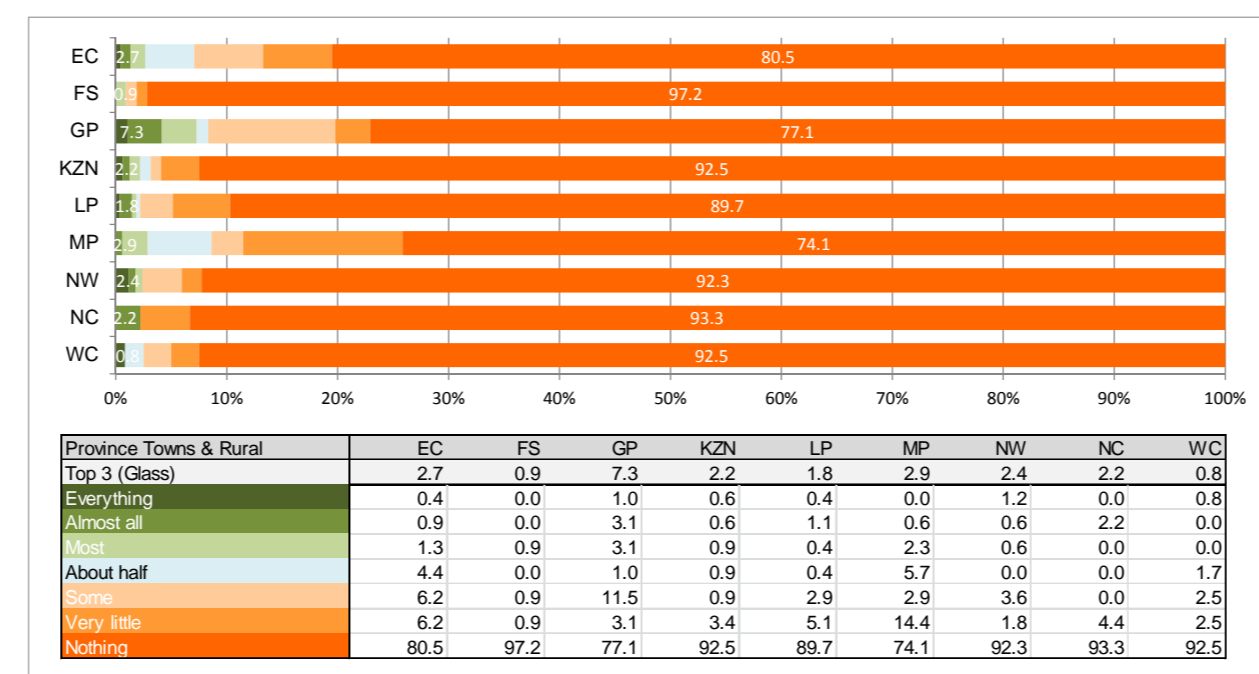 EC 2.7 80.5
FS 0.9 97.2
GP 7.3 77.1
KZN 2.2 92.5
LP 1.8 89.7
MP 2.9 74.1
NW 2.4 92.3
NC 2.2 93.3
WC 0.8 92.5
0% 10% 20% 30% 40% 50% 60% 70% 80% 90% 100%
Province Towns & Rural EC FS GP KZN LP MP NW NC WC
Top 3 (Glass) 2.7 0.9 7.3 2.2 1.8 2.9 2.4 2.2 0.8
Everything 0.4 0.0 1.0 0.6 0.4 0.0 1.2 0.0 0.8
Almost all 0.9 0.0 3.1 0.6 1.1 0.6 0.6 2.2 0.0
Most 1.3 0.9 3.1 0.9 0.4 2.3 0.6 0.0 0.0
About half 4.4 0.0 1.0 0.9 0.4 5.7 0.0 0.0 1.7
Some 6.2 0.9 11.5 0.9 2.9 2.9 3.6 0.0 2.5
Very little 6.2 0.9 3.1 3.4 5.1 14.4 1.8 4.4 2.5
Nothing 80.5 97.2 77.1 92.5 89.7 74.1 92.3 93.3 92.5